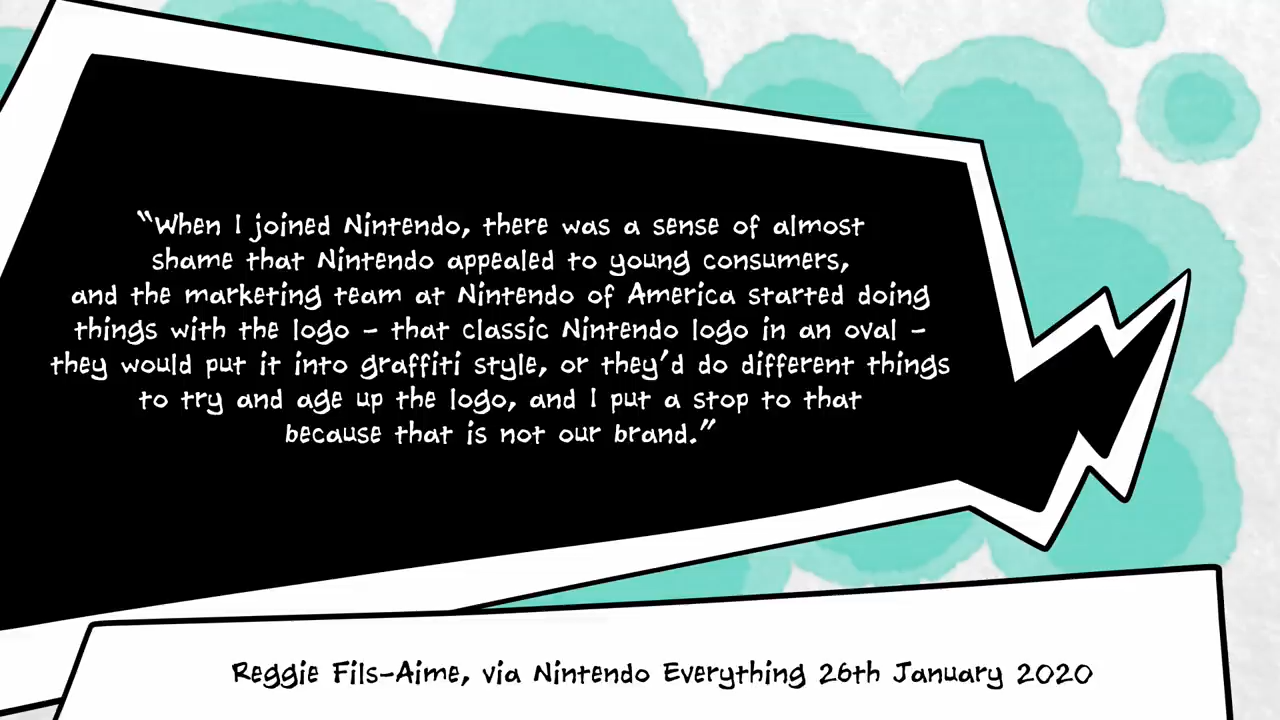 “When I joined Nintendo, there was a sense of almost
shame that Nintendo appealed to young consumers,
and the marketing team at Nintendo of America started doing
things with the logo – that classic Nintendo logo in an oval –
they would put it into graffiti style, or they’d do different things
to try and age up the logo, and I put a stop to that
because that is not our brand.”
Reggie Fils-Aime, via Nintendo Everything 26th January 2020